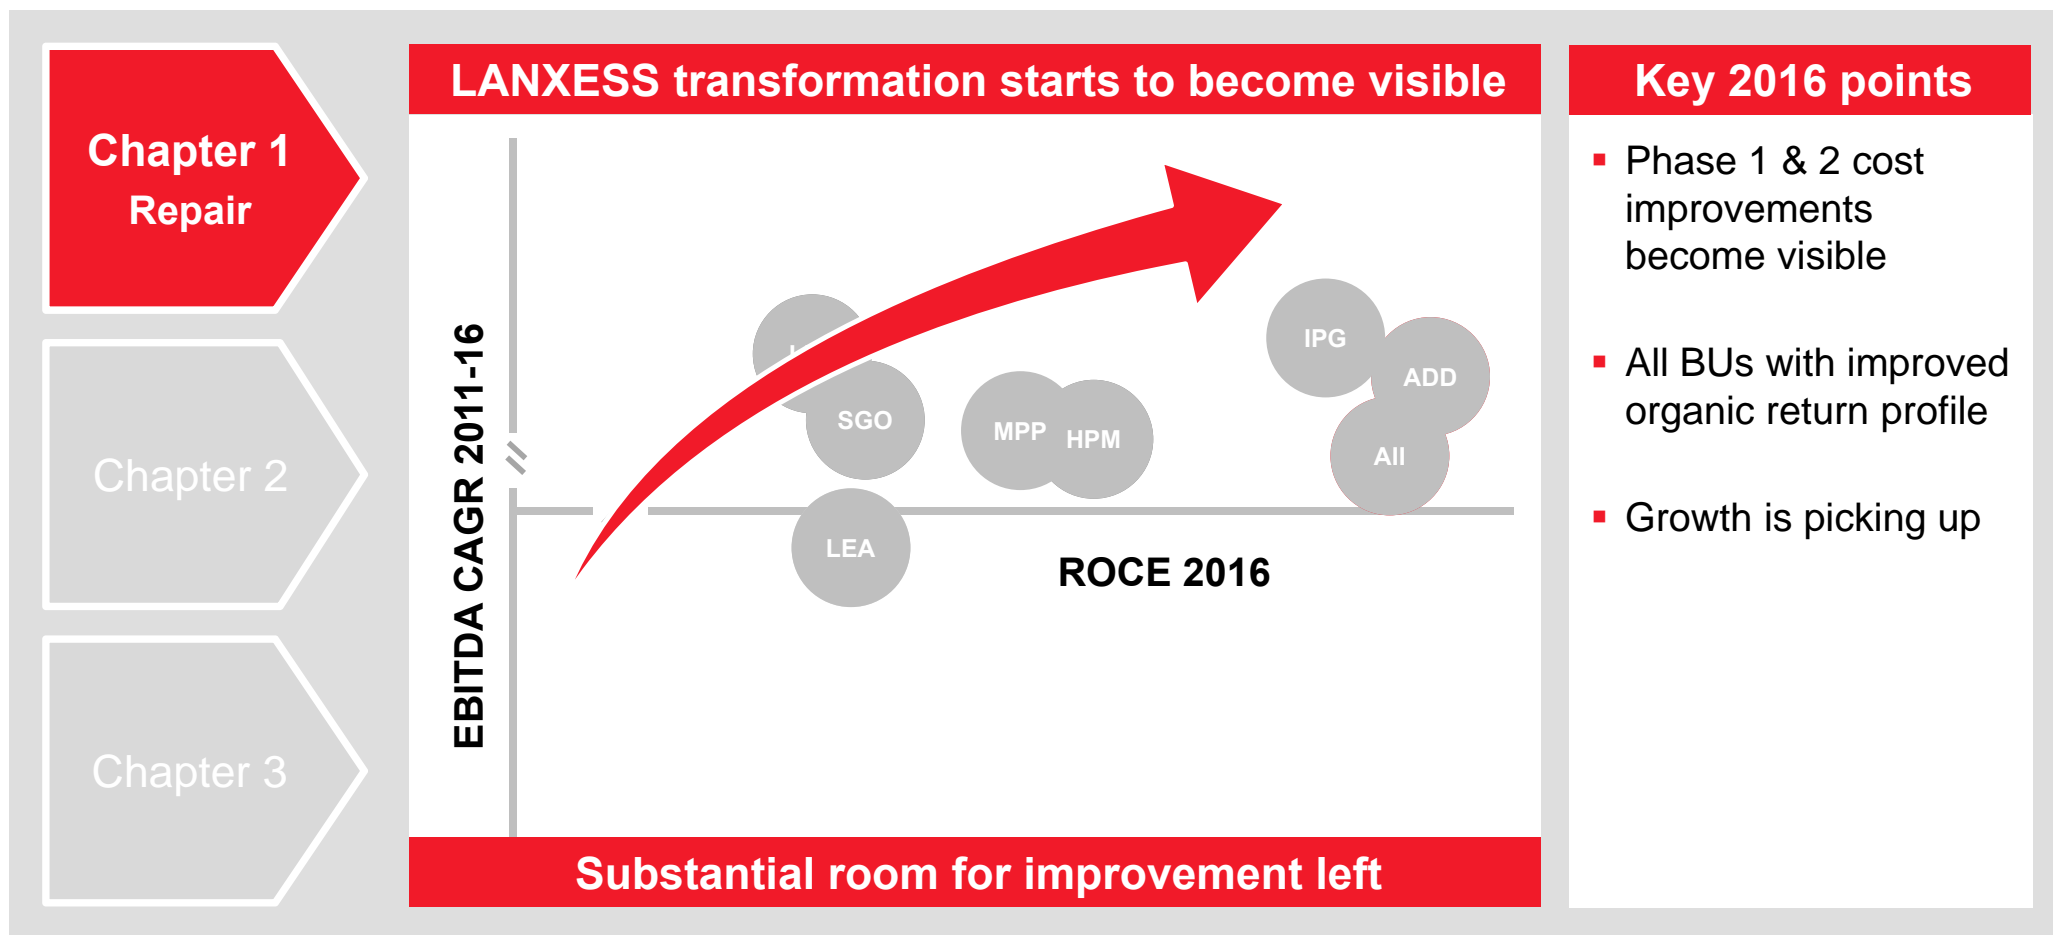 Chapter 1
Repair
Chapter 2
Chapter 3
LANXESS transformation starts to become visible
EBITDA CAGR 2011-16
SGO
MPP
HPM
IPG
ADD
AII
LEA
ROCE 2016
Substantial room for improvement left
Key 2016 points
Phase 1 & 2 cost
improvements
become visible
All BUs with improved
organic return profile
Growth is picking up